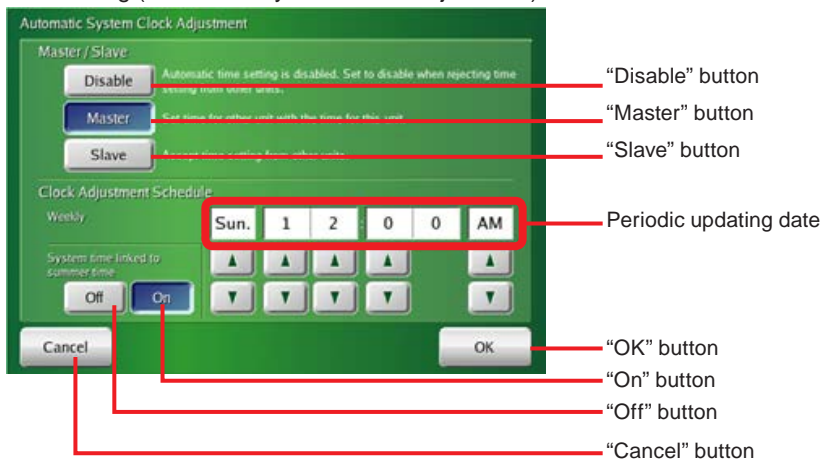 Automatic System Clock Adjustment
Master / Slave
Disable
Automatic time setting is disabled. Set to disable when rejecting time
setting from other units.
"Disable" button
Master
Set time for other unit with the time for this unit.
"Master" button
Slave
Accept time setting from other units.
"Slave" button
Clock Adjustment Schedule
Weekly
Sun. 1 2 : 0 0 AM
Periodic updating date
System time linked to
summer time
Off On
Cancel
OK
“OK” button
“On” button
“Off” button
“Cancel” button